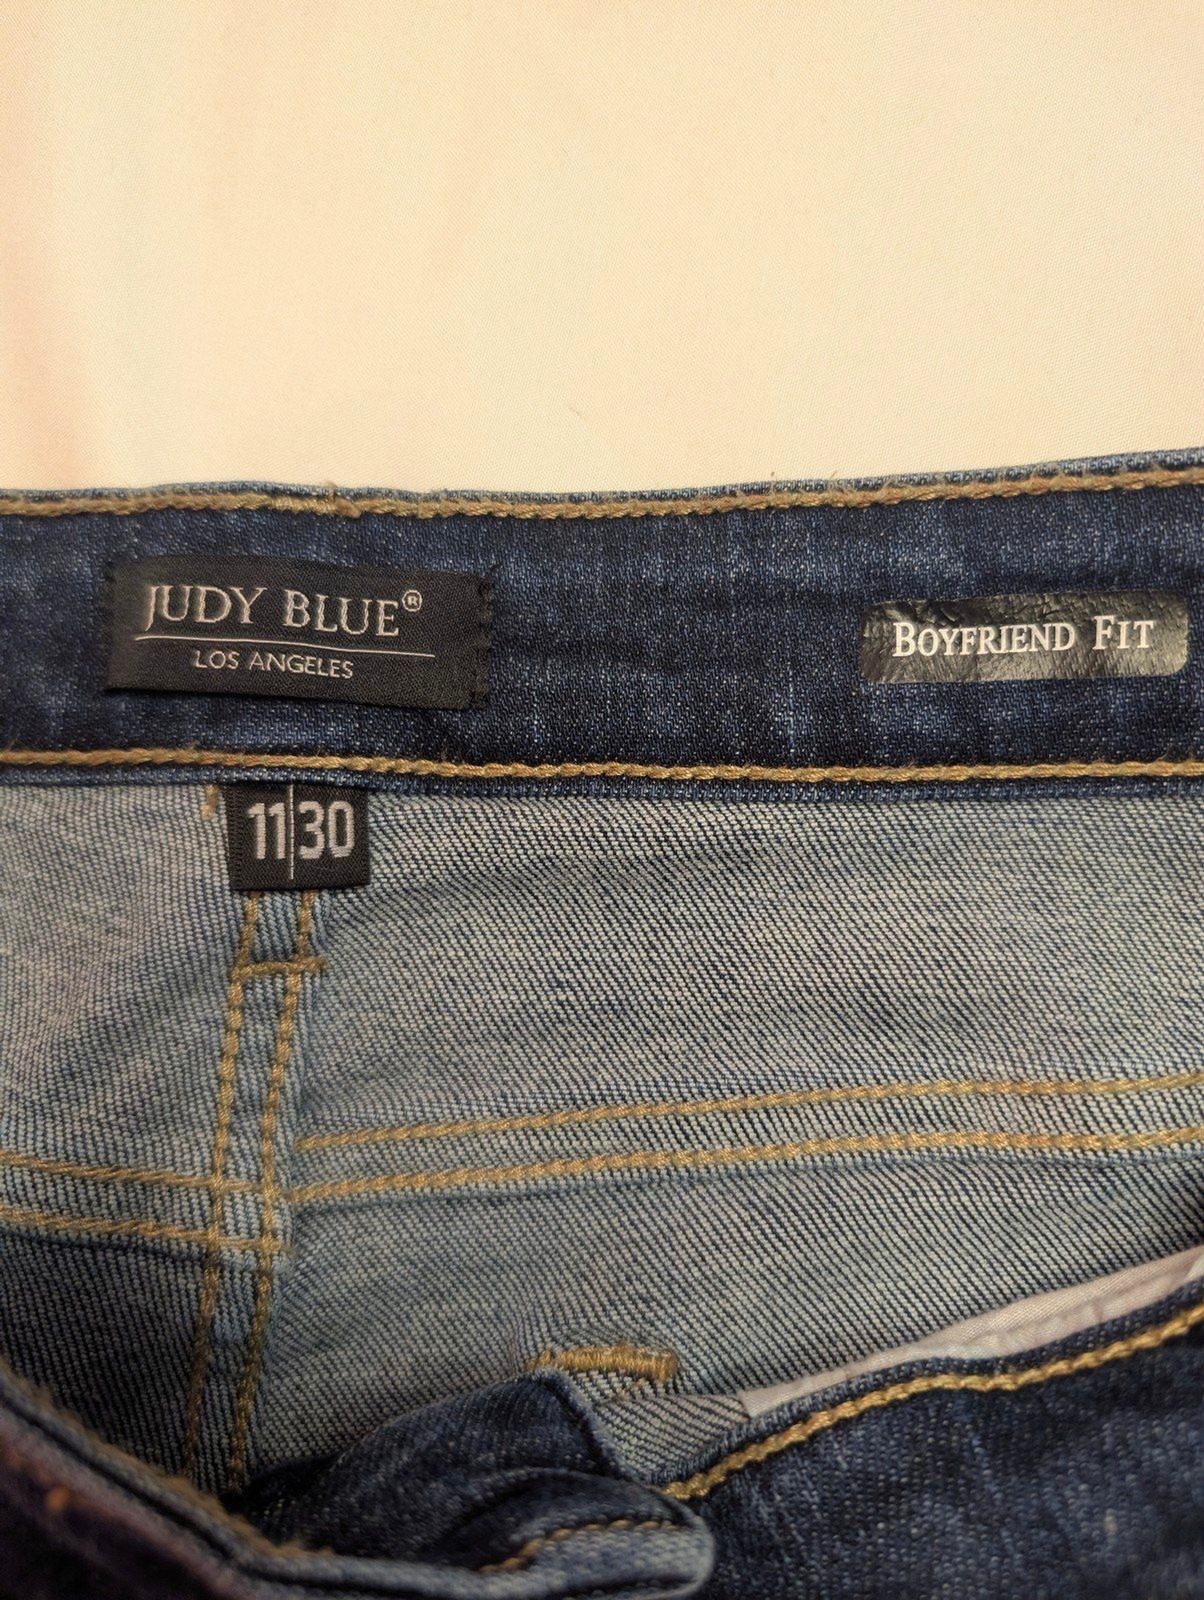 JUDY BLUE®
LOS ANGELES
BOYFRIEND FIT
11|30